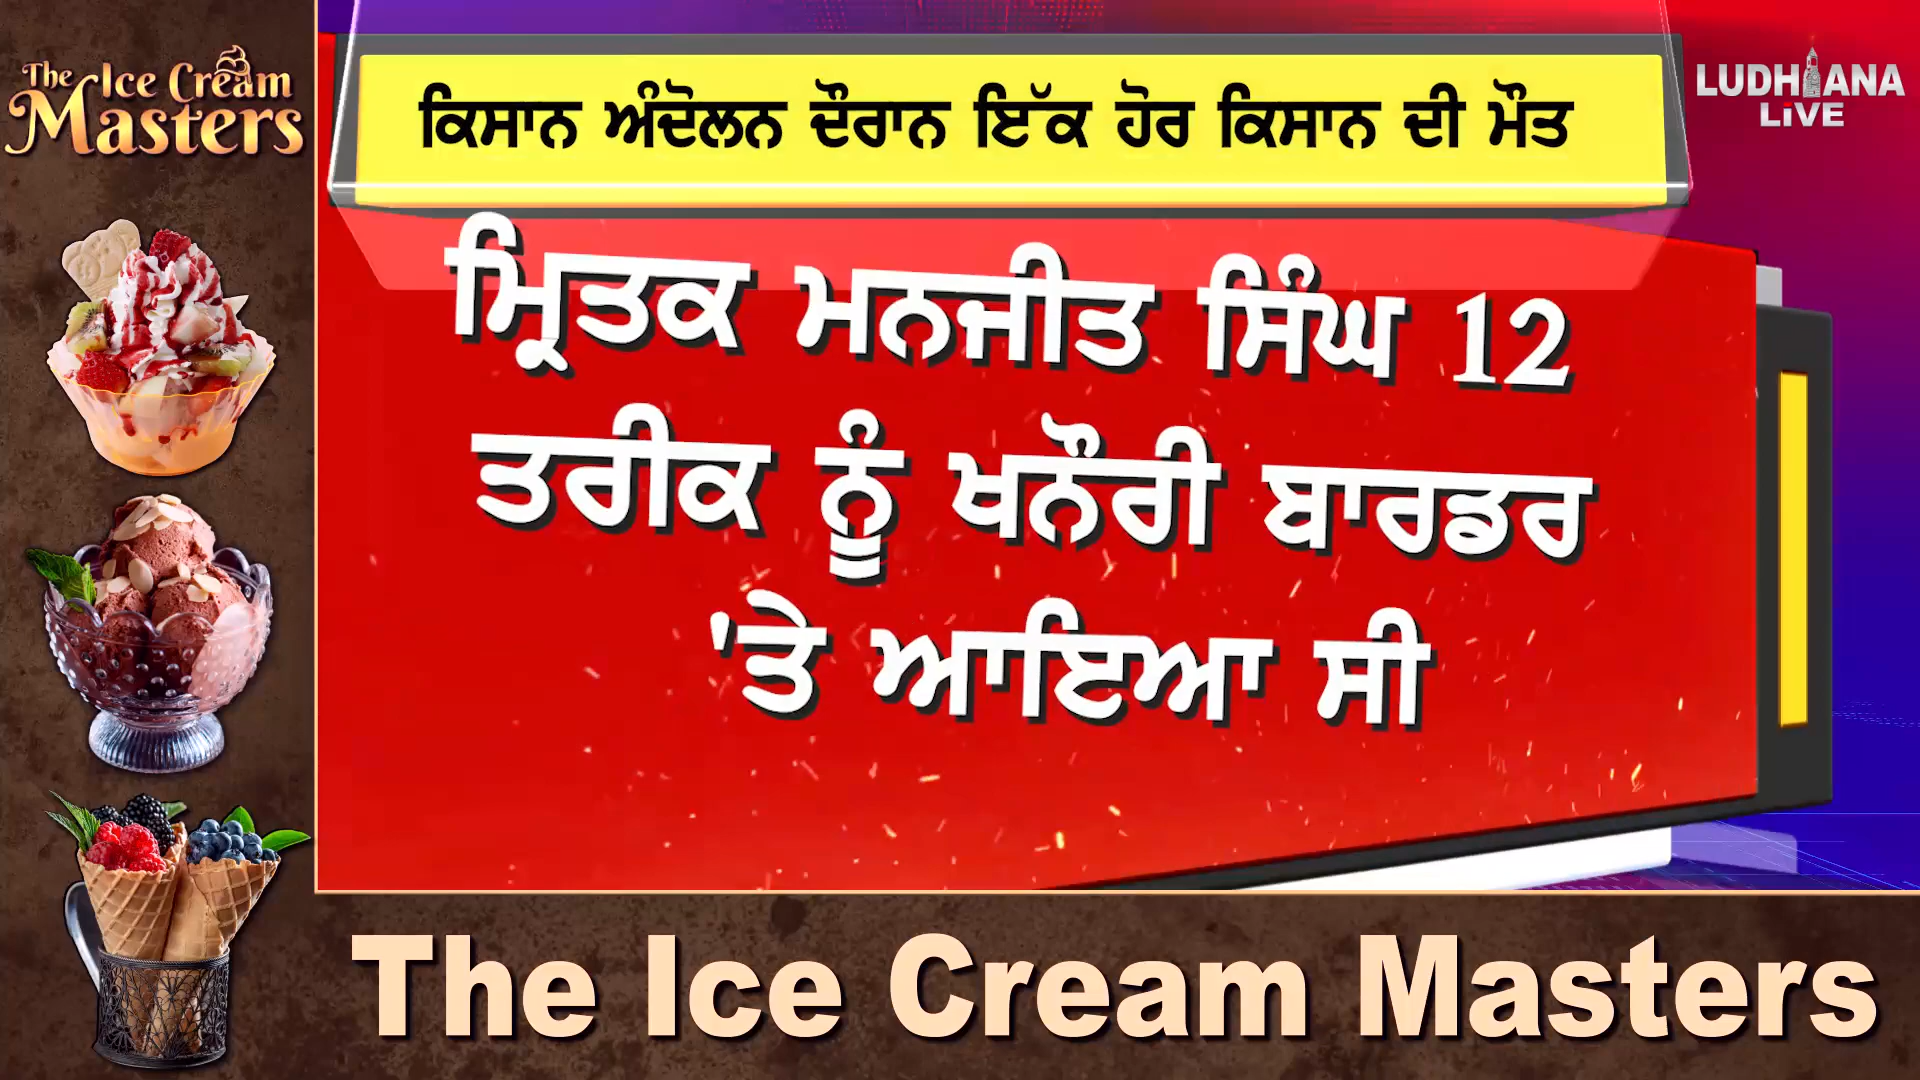 The Ice Cream
Masters
ਕਿਸਾਨ ਅੰਦੋਲਨ ਦੌਰਾਨ ਇੱਕ ਹੋਰ ਕਿਸਾਨ ਦੀ ਮੌਤ
LUDHIANA
LiVE
ਮ੍ਰਿਤਕ ਮਨਜੀਤ ਸਿੰਘ 12
ਤਰੀਕ ਨੂੰ ਖਨੌਰੀ ਬਾਰਡਰ
'ਤੇ ਆਇਆ ਸੀ
The Ice Cream Masters